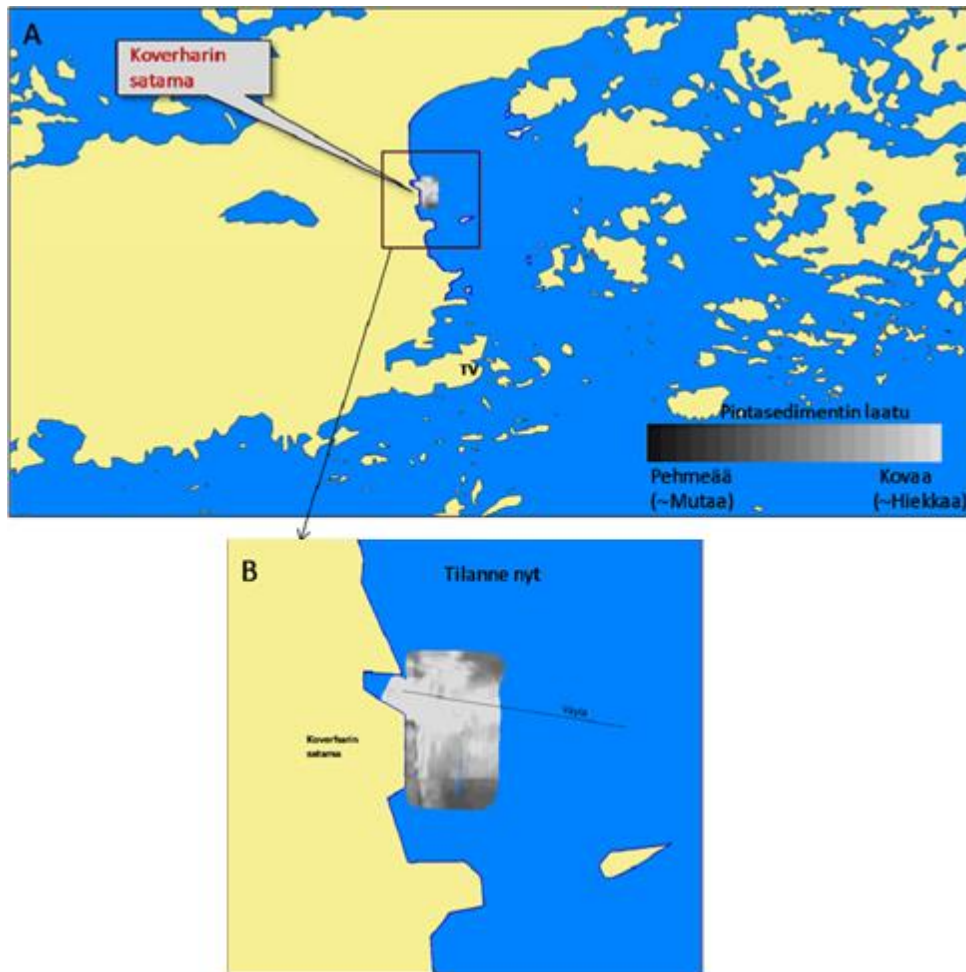 A
Koverharin
satama
TV
Pintasedimentin laatu
Pehmeää
(~Mutaa)
Kovaa
(~Hiekkaa)
B
Tilanne nyt
Väylä
Koverharin
satama